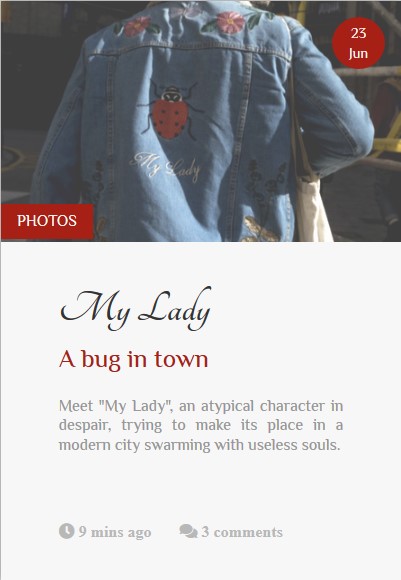 23
Jun
My Lady
PHOTOS
My Lady
A bug in town
Meet "My Lady", an atypical character in
despair, trying to make its place in a
modern city swarming with useless souls.
9 mins ago
3 comments